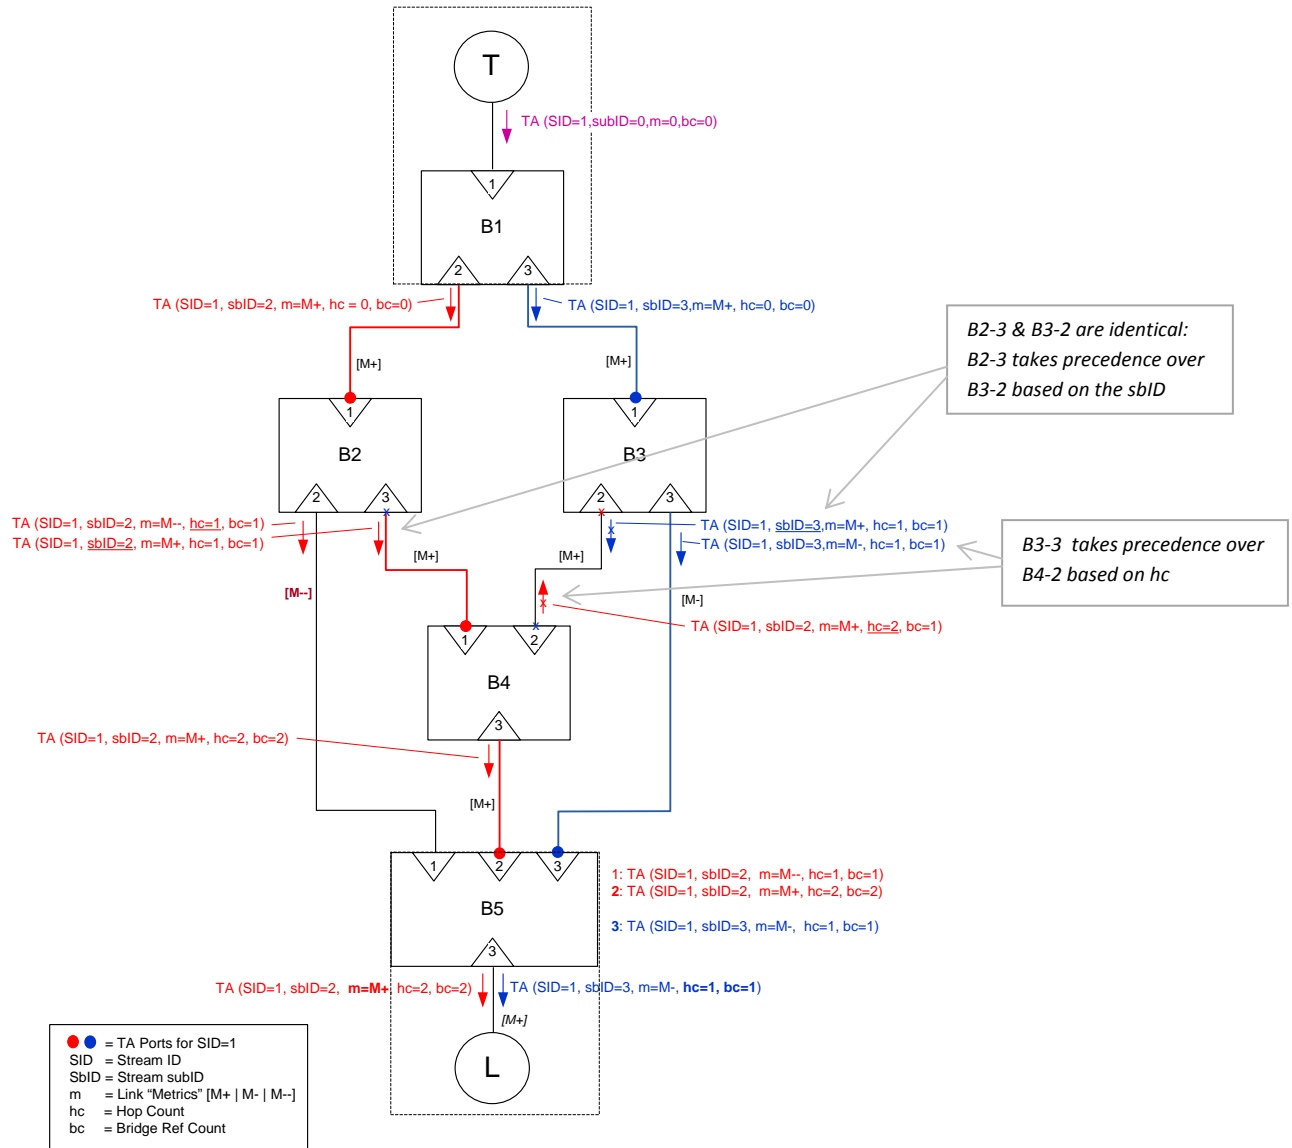 T
TA (SID=1,subID=0,m=0,bc=0)
1
B1
2
3
TA (SID=1, sbID=2, m=M+, hc = 0, bc=0)
TA (SID=1, sbID=3,m=M+, hc=0, bc=0)
B2-3 & B3-2 are identical:
B2-3 takes precedence over
B3-2 based on the sbID
[M+]
[M+]
1
1
B2
B3
2
3
2
3
TA (SID=1, sbID=2, m=M--, hc=1, bc=1)
TA (SID=1, sbID=2, m=M+, hc=1, bc=1)
x
x
x
TA (SID=1, sbID=3,m=M+, hc=1, bc=1)
TA (SID=1, sbID=3,m=M-, hc=1, bc=1)
B3-3 takes precedence over
B4-2 based on hc
[M+]
[M+]
[M--]
[M-]
x
TA (SID=1, sbID=2, m=M+, hc=2, bc=1)
x
1
2
B4
3
TA (SID=1, sbID=2, m=M+, hc=2, bc=2)
[M+]
1
2
3
1: TA (SID=1, sbID=2, m=M--, hc=1, bc=1)
2: TA (SID=1, sbID=2, m=M+, hc=2, bc=2)
B5
3: TA (SID=1, sbID=3, m=M-, hc=1, bc=1)
3
TA (SID=1, sbID=2, m=M+, hc=2, bc=2)
TA (SID=1, sbID=3, m=M-, hc=1, bc=1)
[M+]
L
= TA Ports for SID=1
SID = Stream ID
SbID = Stream subID
m = Link “Metrics” [M+ | M- | M--]
hc = Hop Count
bc = Bridge Ref Count